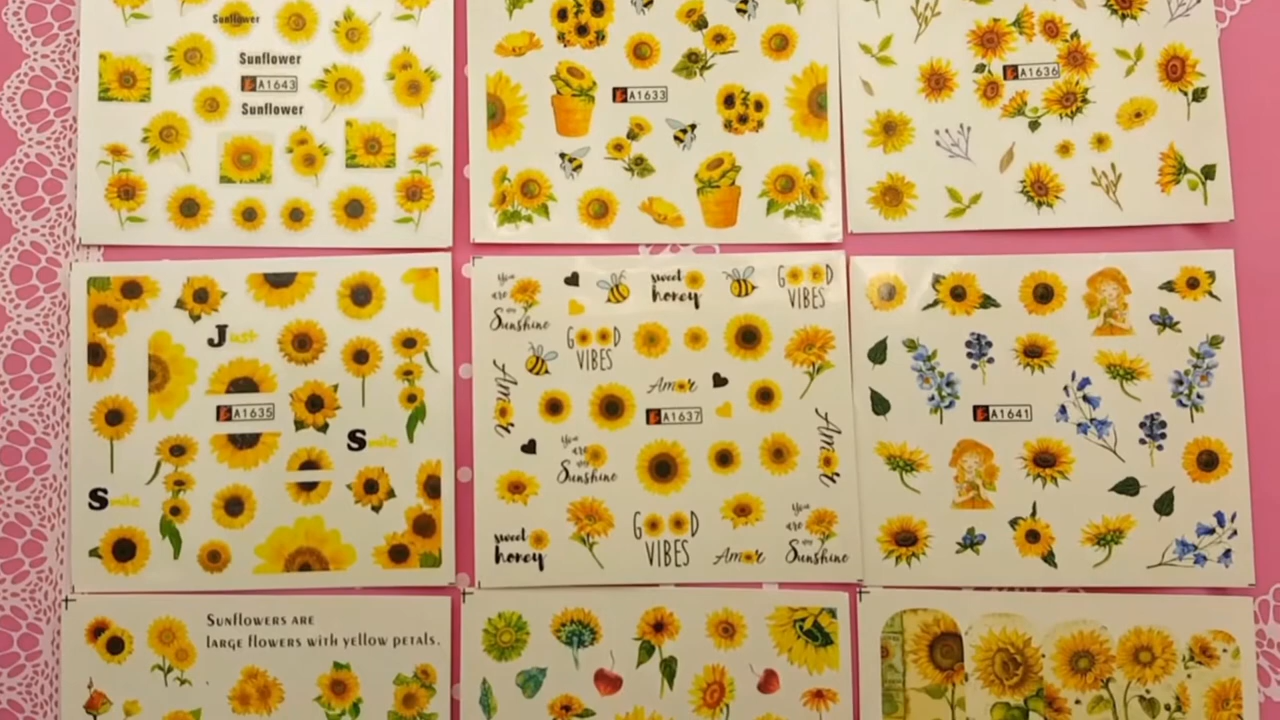 Sunflower
Sunflower
A1643
Sunflower
A1633
A1636
Just
A1635
Smile
Smile
you
are
my
Sunshine
sweet
honey
GOOD
VIBES
GOOD
VIBES
Amor
Amor
A1637
Amor
you
are
my
Sunshine
sweet
honey
GOOD
VIBES
Amor
you
are
my
Sunshine
A1641
Sunflowers are
large flowers with yellow petals.